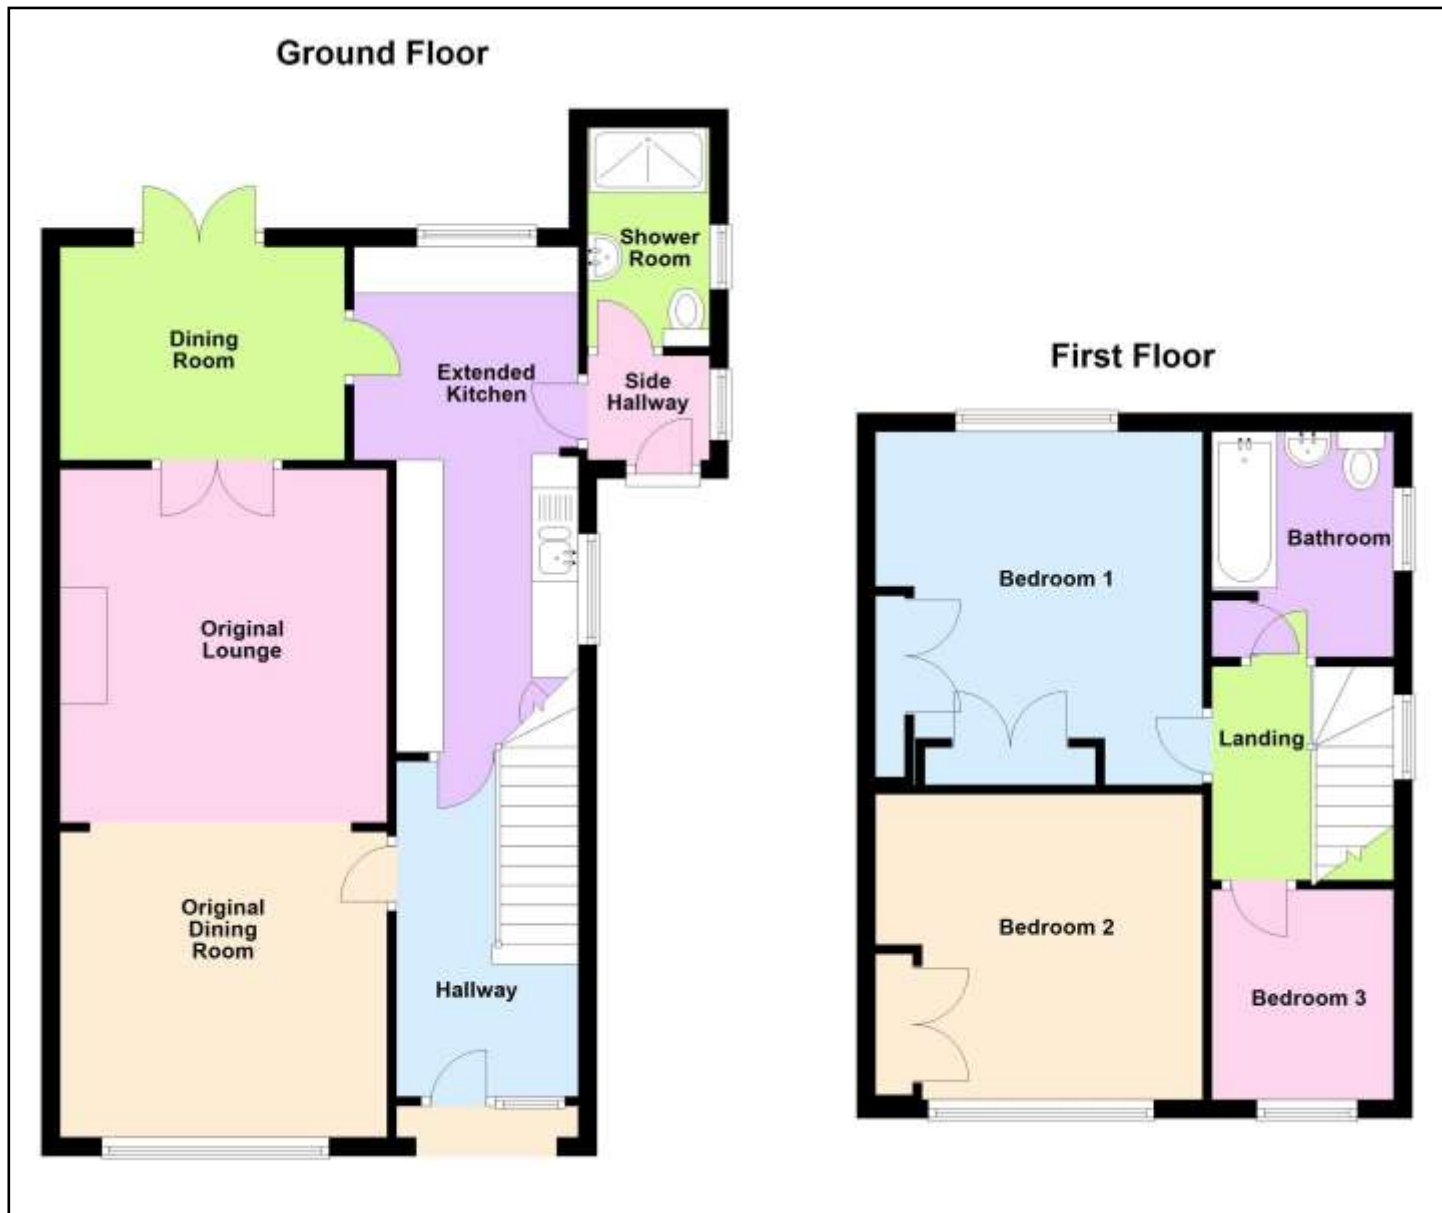 Ground Floor
Shower
Room
Dining
Room
Extended
Kitchen
Side
Hallway
Original
Lounge
Original
Dining
Room
Hallway
First Floor
Bedroom 1
Bathroom
Landing
Bedroom 2
Bedroom 3